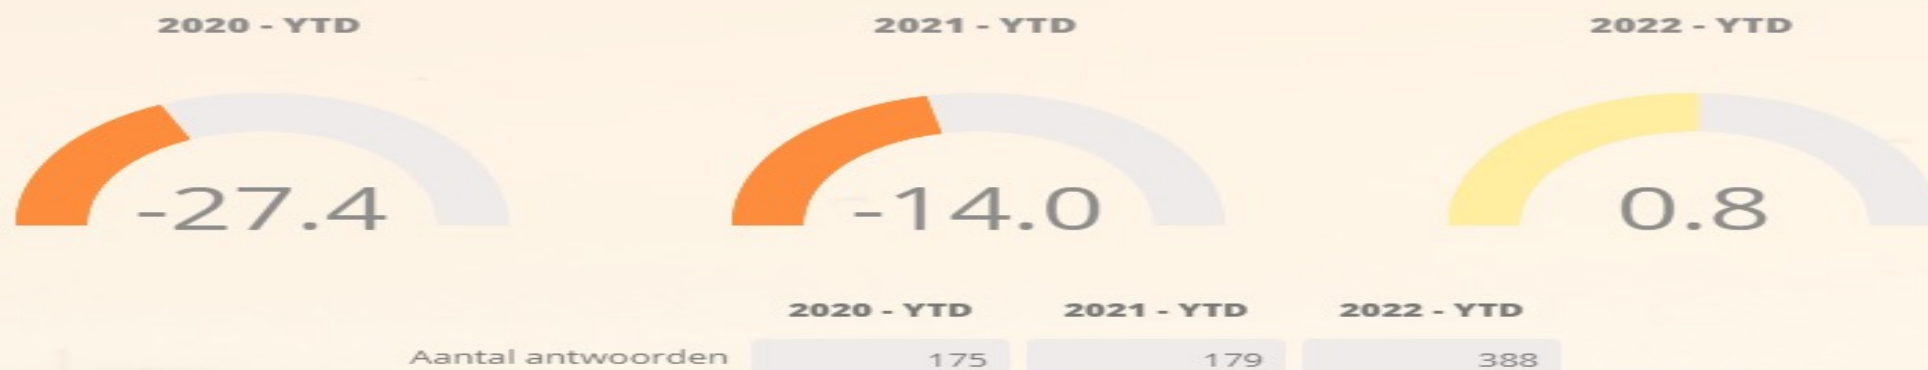 2020 - YTD 2021 - YTD 2022 - YTD
-27.4 -14.0 0.8
2020 - YTD 2021 - YTD 2022 - YTD
Aantal antwoorden 175 179 388